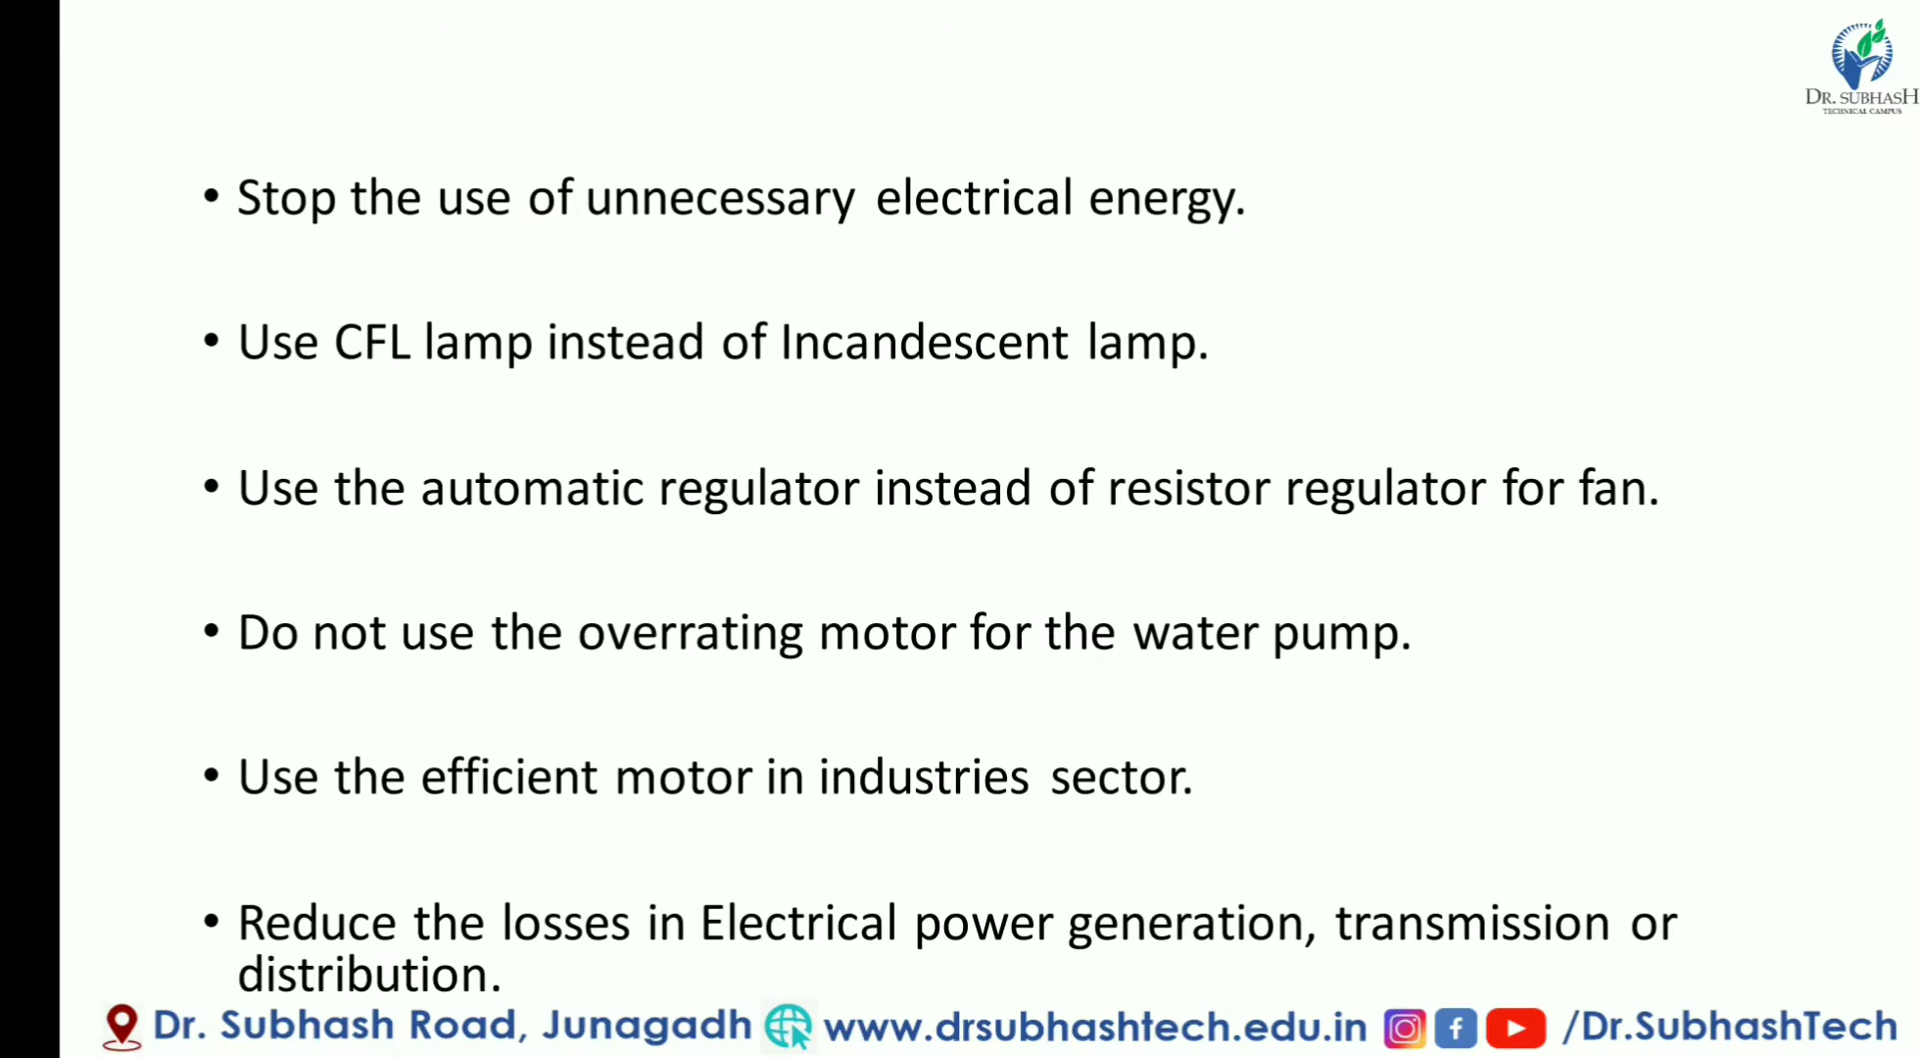 DR. SUBHASH
TECHNICAL CAMPUS
• Stop the use of unnecessary electrical energy.
• Use CFL lamp instead of Incandescent lamp.
• Use the automatic regulator instead of resistor regulator for fan.
• Do not use the overrating motor for the water pump.
• Use the efficient motor in industries sector.
• Reduce the losses in Electrical power generation, transmission or
distribution.
Dr. Subhash Road, Junagadh www.drsubhashtech.edu.in /Dr.SubhashTech